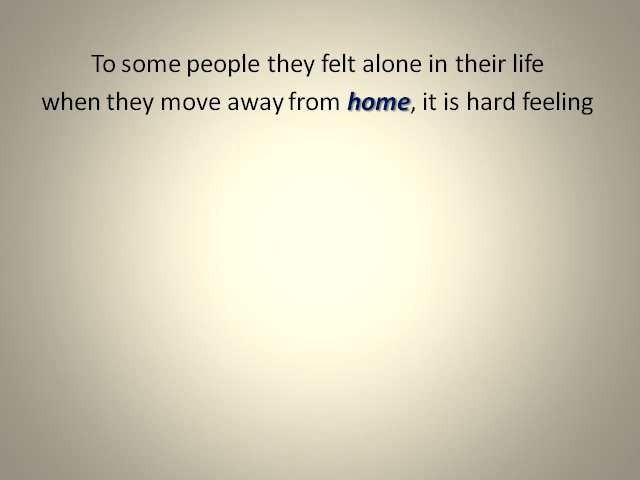 To some people they felt alone in their life
when they move away from home, it is hard feeling